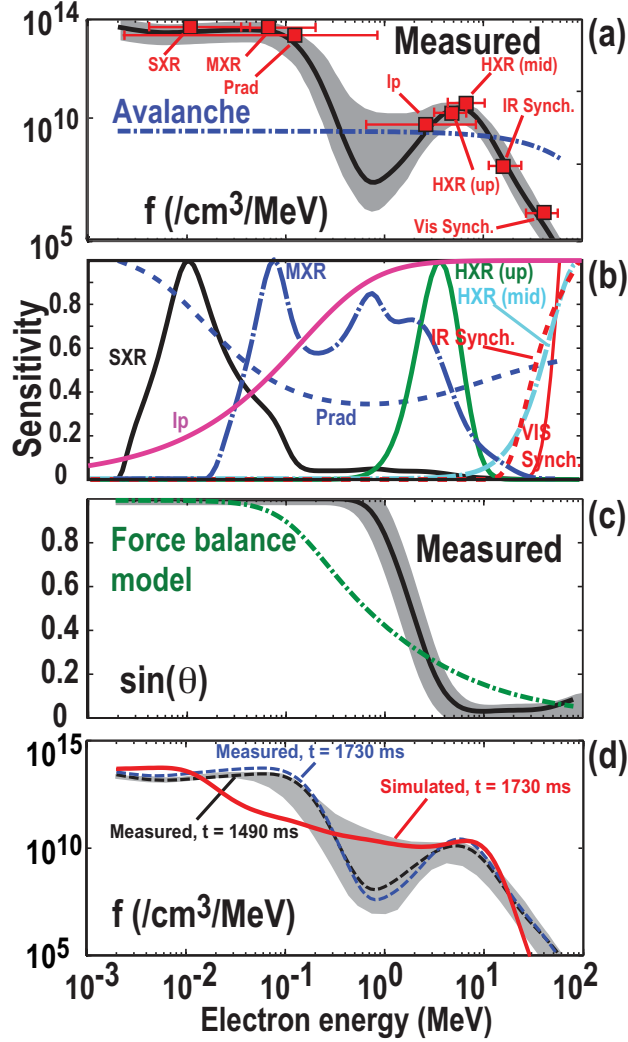 10^14
Measured
(a)
SXR
MXR
Prad
Ip
HXR (mid)
10^10
Avalanche
IR Synch.
HXR (up)
f (/cm^3/MeV)
Vis Synch.
10^5
MXR
HXR (up)
(b)
0.8
HXR (mid)
Sensitivity
0.6
SXR
IR Synch.
0.4
Ip
Prad
0.2
VIS
Synch.
0
(c)
0.8
Force balance
model
Measured
0.6
0.4
0.2
sin(θ)
0
10^15
Measured, t = 1730 ms
(d)
Simulated, t = 1730 ms
10^10
Measured, t = 1490 ms
f (/cm^3/MeV)
10^5
10^-3 10^-2 10^-1 10^0 10^1 10^2
Electron energy (MeV)